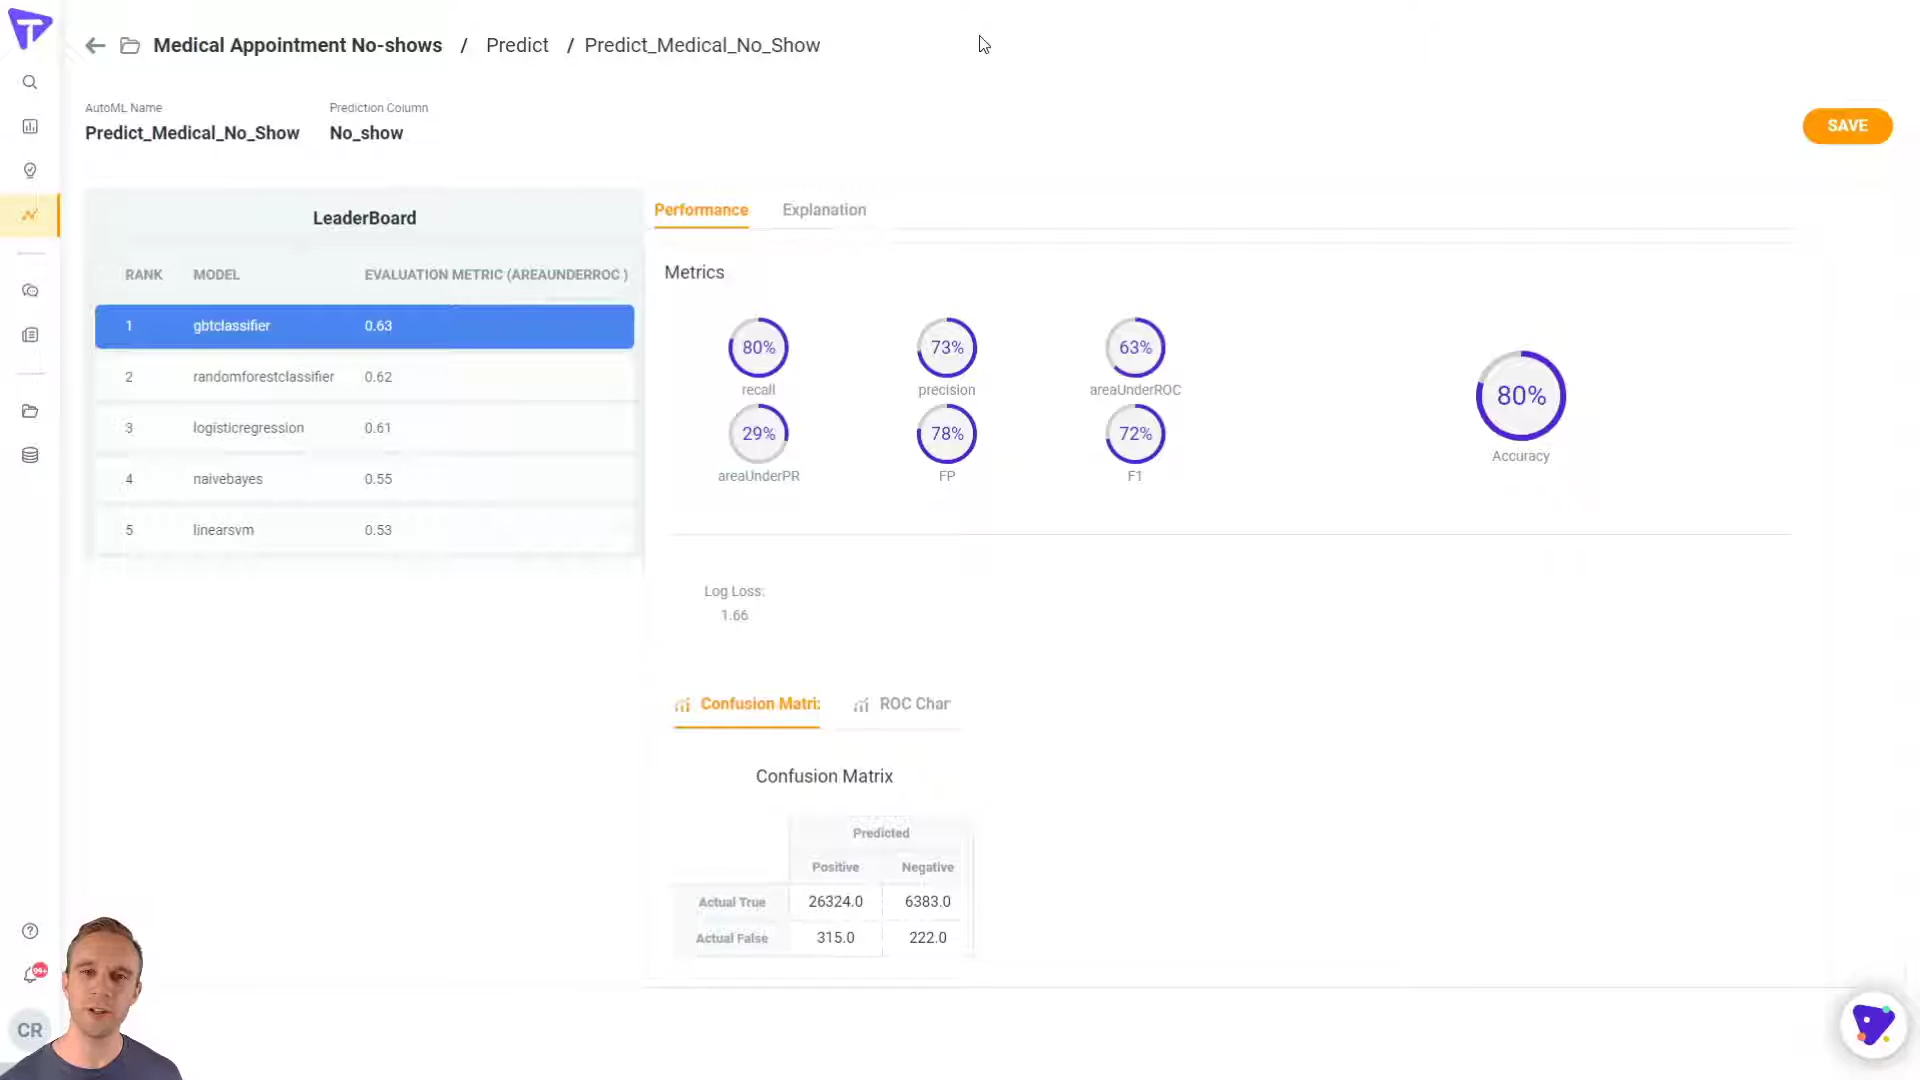 Medical Appointment No-shows / Predict / Predict_Medical_No_Show
AutoML Name
Predict_Medical_No_Show
Prediction Column
No_show
SAVE
LeaderBoard
RANK MODEL EVALUATION METRIC (AREAUNDERROC )
1 gbtclassifier 0.63
2 randomforestclassifier 0.62
3 logisticregression 0.61
4 naivebayes 0.55
5 linearsvm 0.53
Performance Explanation
Metrics
80% 73% 63%
recall precision areaUnderROC
29% 78% 72%
areaUnderPR FP F1
80%
Accuracy
Log Loss:
1.66
Confusion Matri: ROC Char
Confusion Matrix
Predicted
Positive Negative
Actual True 26324.0 6383.0
Actual False 315.0 222.0
99+
CR